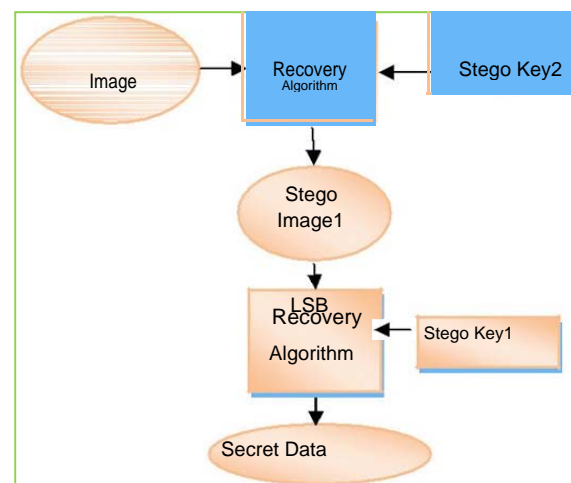 Image
Recovery
Algorithm
Stego Key2
Stego
Image1
LSB
Recovery
Algorithm
Stego Key1
Secret Data